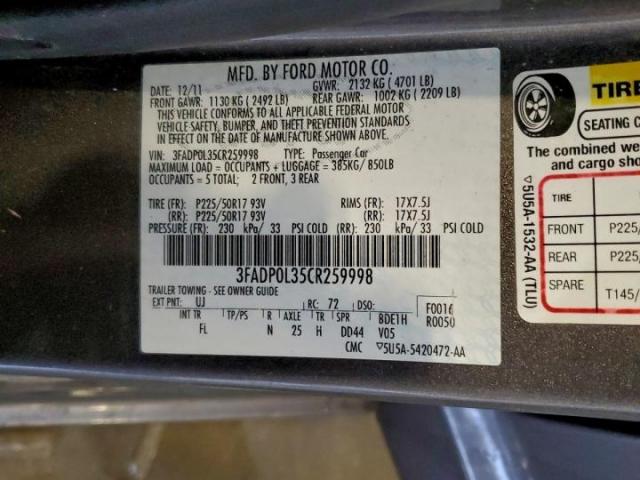 MFD. BY FORD MOTOR CO.
12/11 GVWR: 2132 KG ( 4701 LB)
FRONT GAWR: 1130 KG ( 2492 LB) REAR GAWR: 1002 KG ( 2209 LB)
THIS VEHICLE CONFORMS TO ALL APPLICABLE FEDERAL MOTOR
VEHICLE SAFETY, BUMPER, AND THEFT PREVENTION STANDARDS
IN EFFECT ON THE DATE OF MANUFACTURE SHOWN ABOVE.
VIN: 3FADP0L35CR259998 TYPE: Passenger Car
MAXIMUM LOAD = OCCUPANTS + LUGGAGE = 385KG/ 850LB
OCCUPANTS = 5 TOTAL; 2 FRONT, 3 REAR
TIRE (FR): P225/50R17 93V RIMS (FR): 17X7.5J
(RR): P225/50R17 93V (RR): 17X7.5J
PRESSURE (FR): 230 kPa/ 33 PSI COLD (RR): 230 kPa/ 33 PSI COLD
3FADP0L35CR259998
TRAILER TOWING - SEE OWNER GUIDE
EXT PNT: UJ RC: 72 DSO: F0016
R0050
INT TR TP/PS R AXLE TR SPR BDE1H
FL N 25 H DD44 V05
CMC ▽5U5A-5420472-AA
▽5U5A-1532-AA (TLU)
TIRE
SEATING
The combined
and cargo
TIRE
FRONT P225/
REAR P225/
SPARE T145/